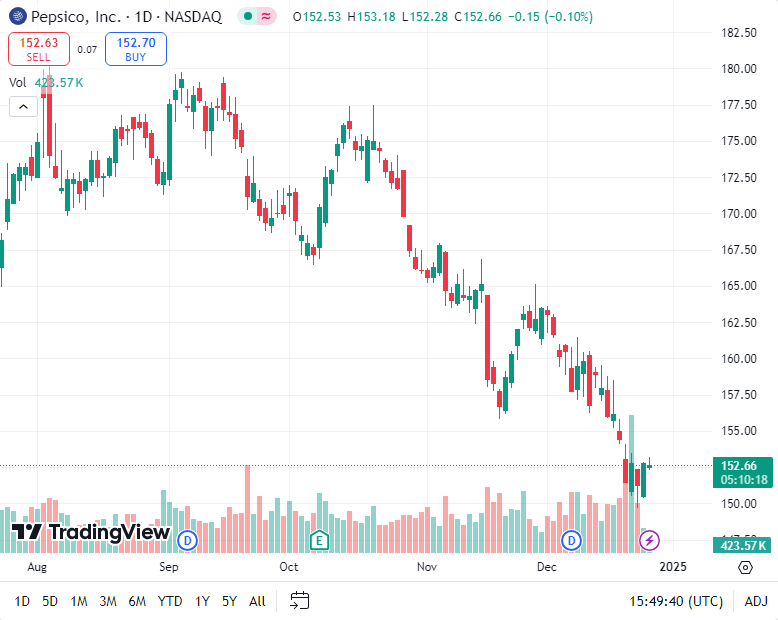 Pepsico, Inc. · 1D · NASDAQ O152.53 H153.18 L152.28 C152.66 −0.15 (−0.10%)
152.63 SELL
0.07
152.70 BUY
Vol 423.57K
182.50
180.00
177.50
175.00
172.50
170.00
167.50
165.00
162.50
160.00
157.50
155.00
152.66
05:10:18
150.00
423.57K
TradingView
D
E
D
Aug Sep Oct Nov Dec 2025
1D 5D 1M 3M 6M YTD 1Y 5Y All
15:49:40 (UTC) ADJ